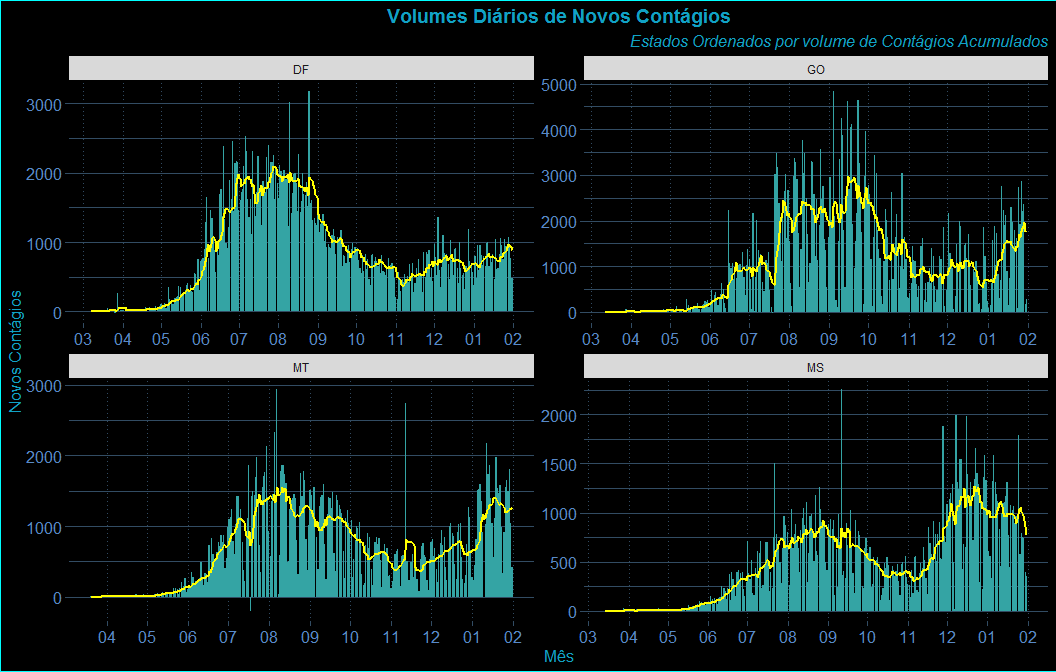 Volumes Diários de Novos Contágios
Estados Ordenados por volume de Contágios Acumulados
DF
3000
2000
1000
0
03 04 05 06 07 08 09 10 11 12 01 02
GO
5000
4000
3000
2000
1000
0
03 04 05 06 07 08 09 10 11 12 01 02
Novos Contágios
MT
3000
2000
1000
0
04 05 06 07 08 09 10 11 12 01 02
MS
2000
1500
1000
500
0
03 04 05 06 07 08 09 10 11 12 01 02
Mês